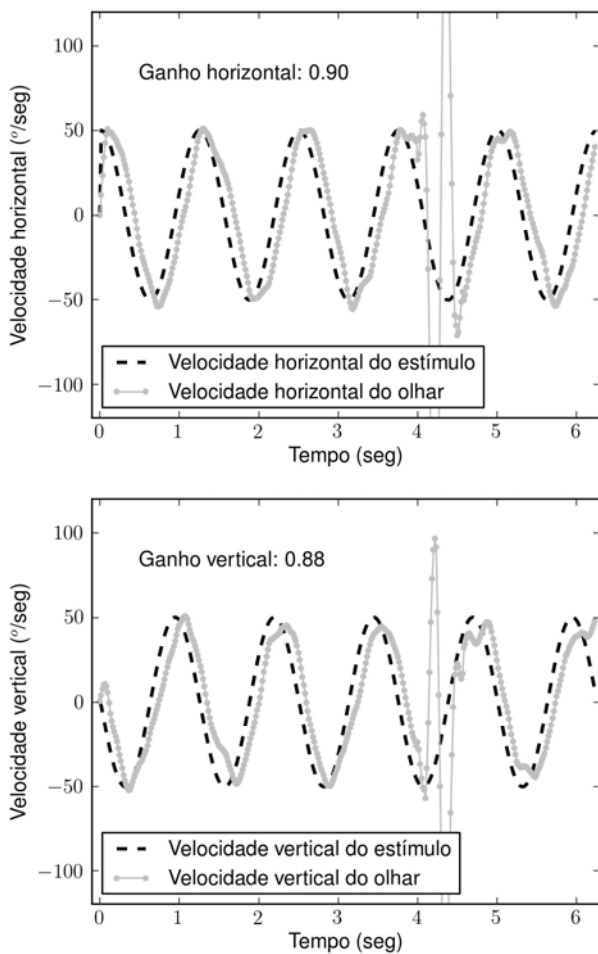 100
50
0
−50
−100
Velocidade horizontal (º/seg)
Ganho horizontal: 0.90
Velocidade horizontal do estímulo
Velocidade horizontal do olhar
0 1 2 3 4 5 6
Tempo (seg)
100
50
0
−50
−100
Velocidade vertical (º/seg)
Ganho vertical: 0.88
Velocidade vertical do estímulo
Velocidade vertical do olhar
0 1 2 3 4 5 6
Tempo (seg)